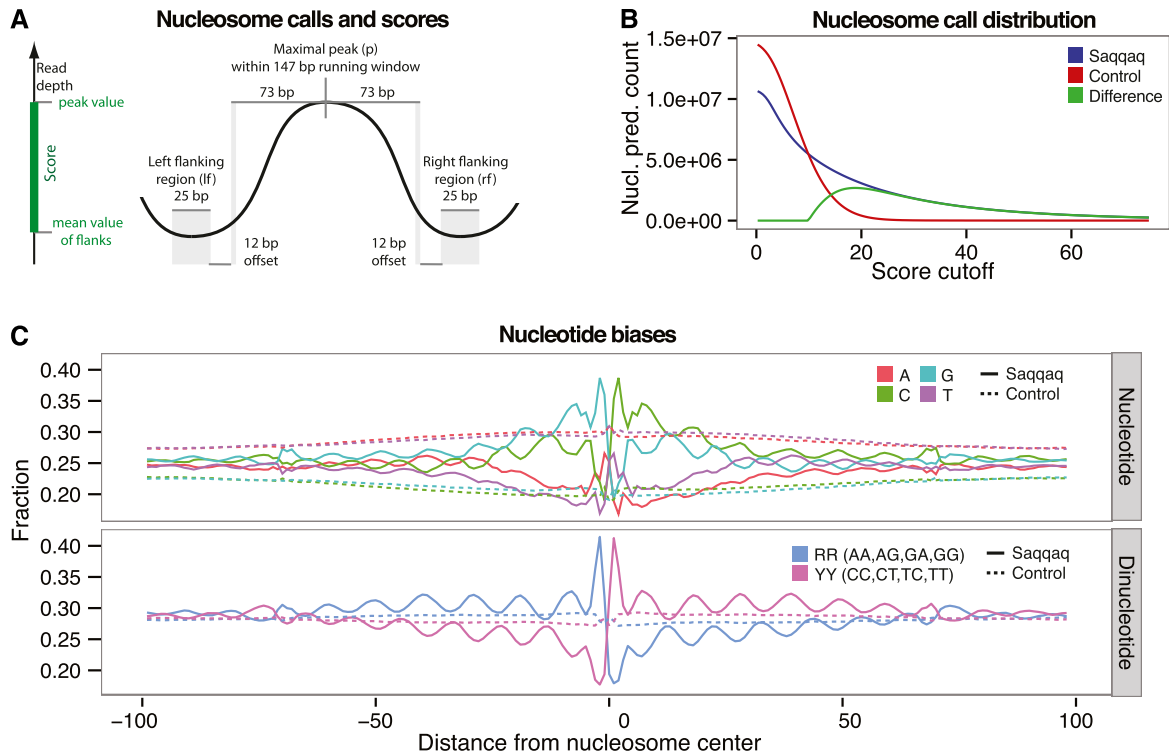 A
Nucleosome calls and scores
Read
depth
peak value
Score
mean value
of flanks
Maximal peak (p)
within 147 bp running window
73 bp
73 bp
Left flanking
region (lf)
25 bp
Right flanking
region (rf)
25 bp
12 bp
offset
12 bp
offset
B
Nucleosome call distribution
Nucl. pred. count
1.5e+07
1.0e+07
5.0e+06
0.0e+00
Saqqaq
Control
Difference
0 20 40 60
Score cutoff
C
Nucleotide biases
Fraction
0.40
0.35
0.30
0.25
0.20
A G
C T
Saqqaq
Control
Nucleotide
0.40
0.35
0.30
0.25
0.20
RR (AA,AG,GA,GG)
YY (CC,CT,TC,TT)
Saqqaq
Control
Dinucleotide
−100 −50 0 50 100
Distance from nucleosome center